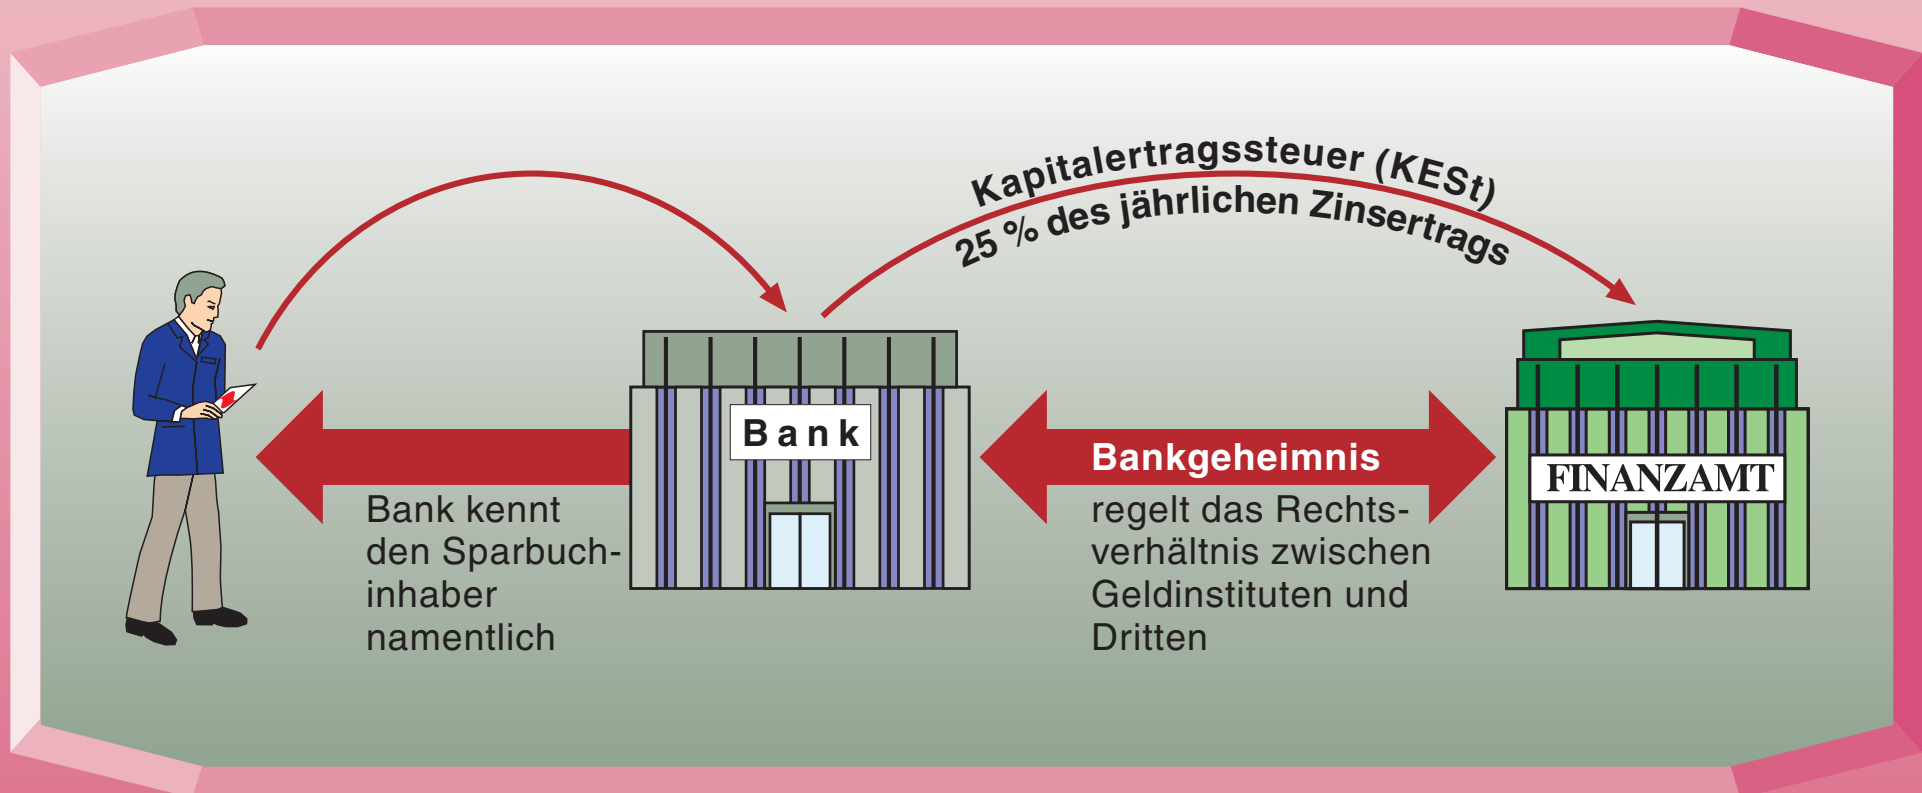 Kapitalertragssteuer (KESt)
25 % des jährlichen Zinsertrags
Bank
Bankgeheimnis
FINANZAMT
Bank kennt
den Sparbuch-
inhaber
namentlich
regelt das Rechts-
verhältnis zwischen
Geldinstituten und
Dritten